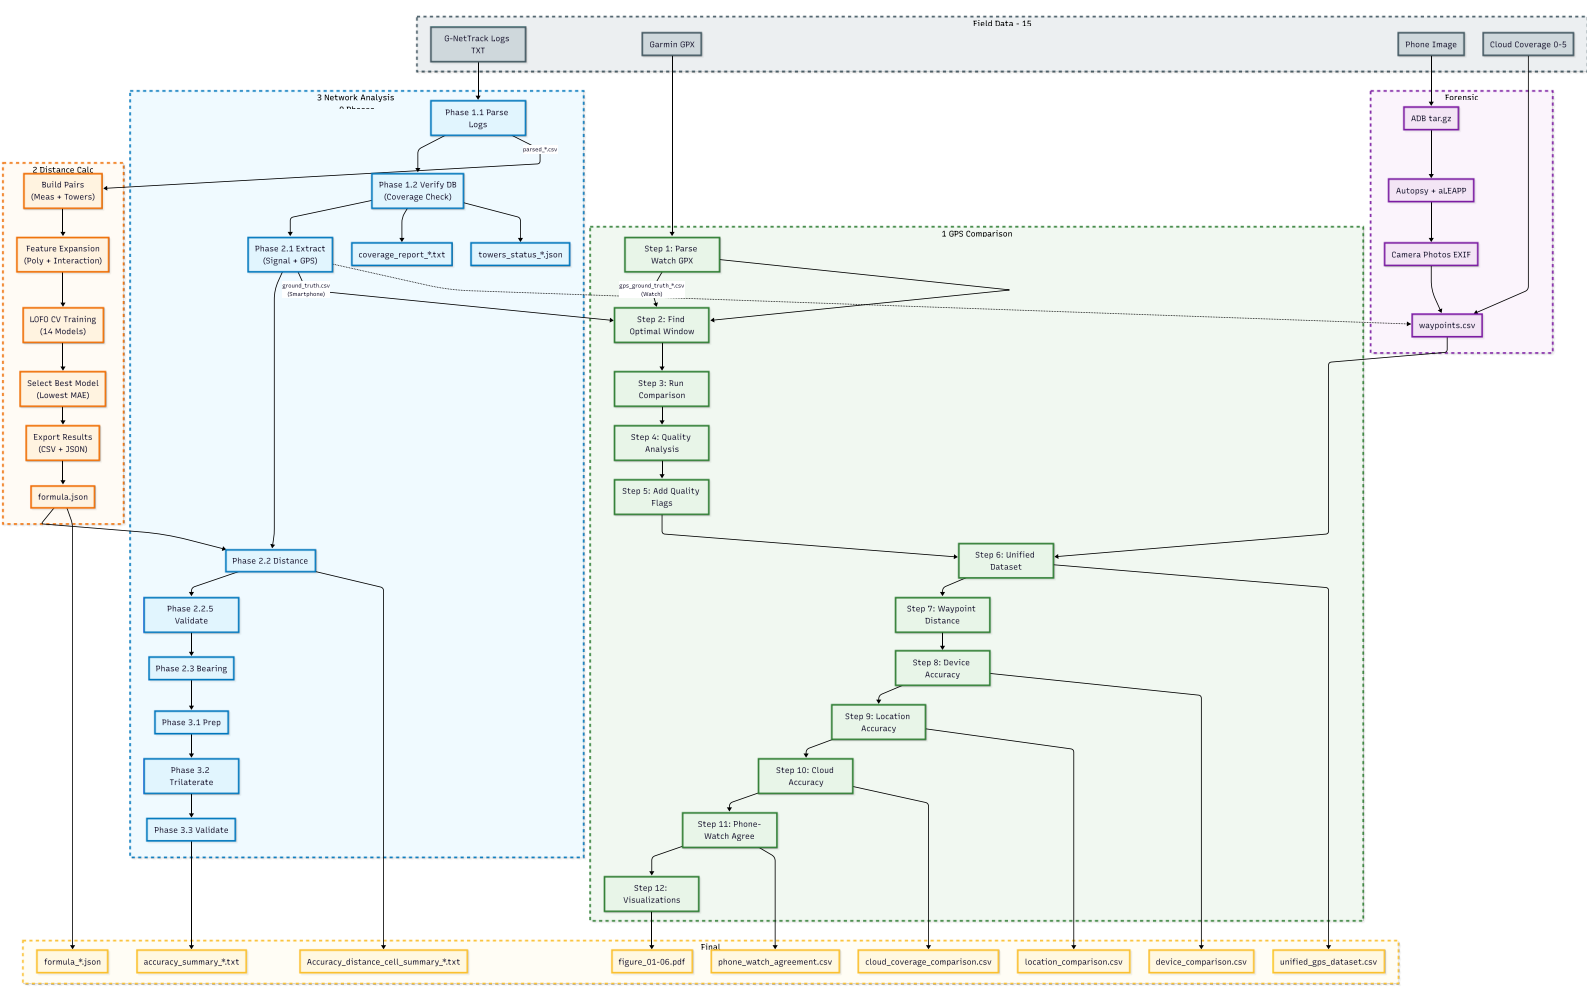 Field Data - 15
G-NetTrack Logs
TXT
Garmin GPX
Phone Image
Cloud Coverage 0-5
3 Network Analysis
Phase 1.1 Parse
Logs
parsed_*.csv
Phase 1.2 Verify DB
(Coverage Check)
Phase 2.1 Extract
(Signal + GPS)
coverage_report_*.txt
towers_status_*.json
ground_truth.csv
(Smartphone)
Phase 2.2 Distance
Phase 2.2.5
Validate
Phase 2.3 Bearing
Phase 3.1 Prep
Phase 3.2
Trilaterate
Phase 3.3 Validate
2 Distance Calc
Build Pairs
(Meas + Towers)
Feature Expansion
(Poly + Interaction)
LOFO CV Training
(14 Models)
Select Best Model
(Lowest MAE)
Export Results
(CSV + JSON)
formula.json
Forensic
ADB tar.gz
Autopsy + aLEAPP
Camera Photos EXIF
waypoints.csv
1 GPS Comparison
Step 1: Parse
Watch GPX
gps_ground_truth_*.csv
(Watch)
Step 2: Find
Optimal Window
Step 3: Run
Comparison
Step 4: Quality
Analysis
Step 5: Add Quality
Flags
Step 6: Unified
Dataset
Step 7: Waypoint
Distance
Step 8: Device
Accuracy
Step 9: Location
Accuracy
Step 10: Cloud
Accuracy
Step 11: Phone-
Watch Agree
Step 12:
Visualizations
Final
formula_*.json
accuracy_summary_*.txt
Accuracy_distance_cell_summary_*.txt
figure_01-06.pdf
phone_watch_agreement.csv
cloud_coverage_comparison.csv
location_comparison.csv
device_comparison.csv
unified_gps_dataset.csv